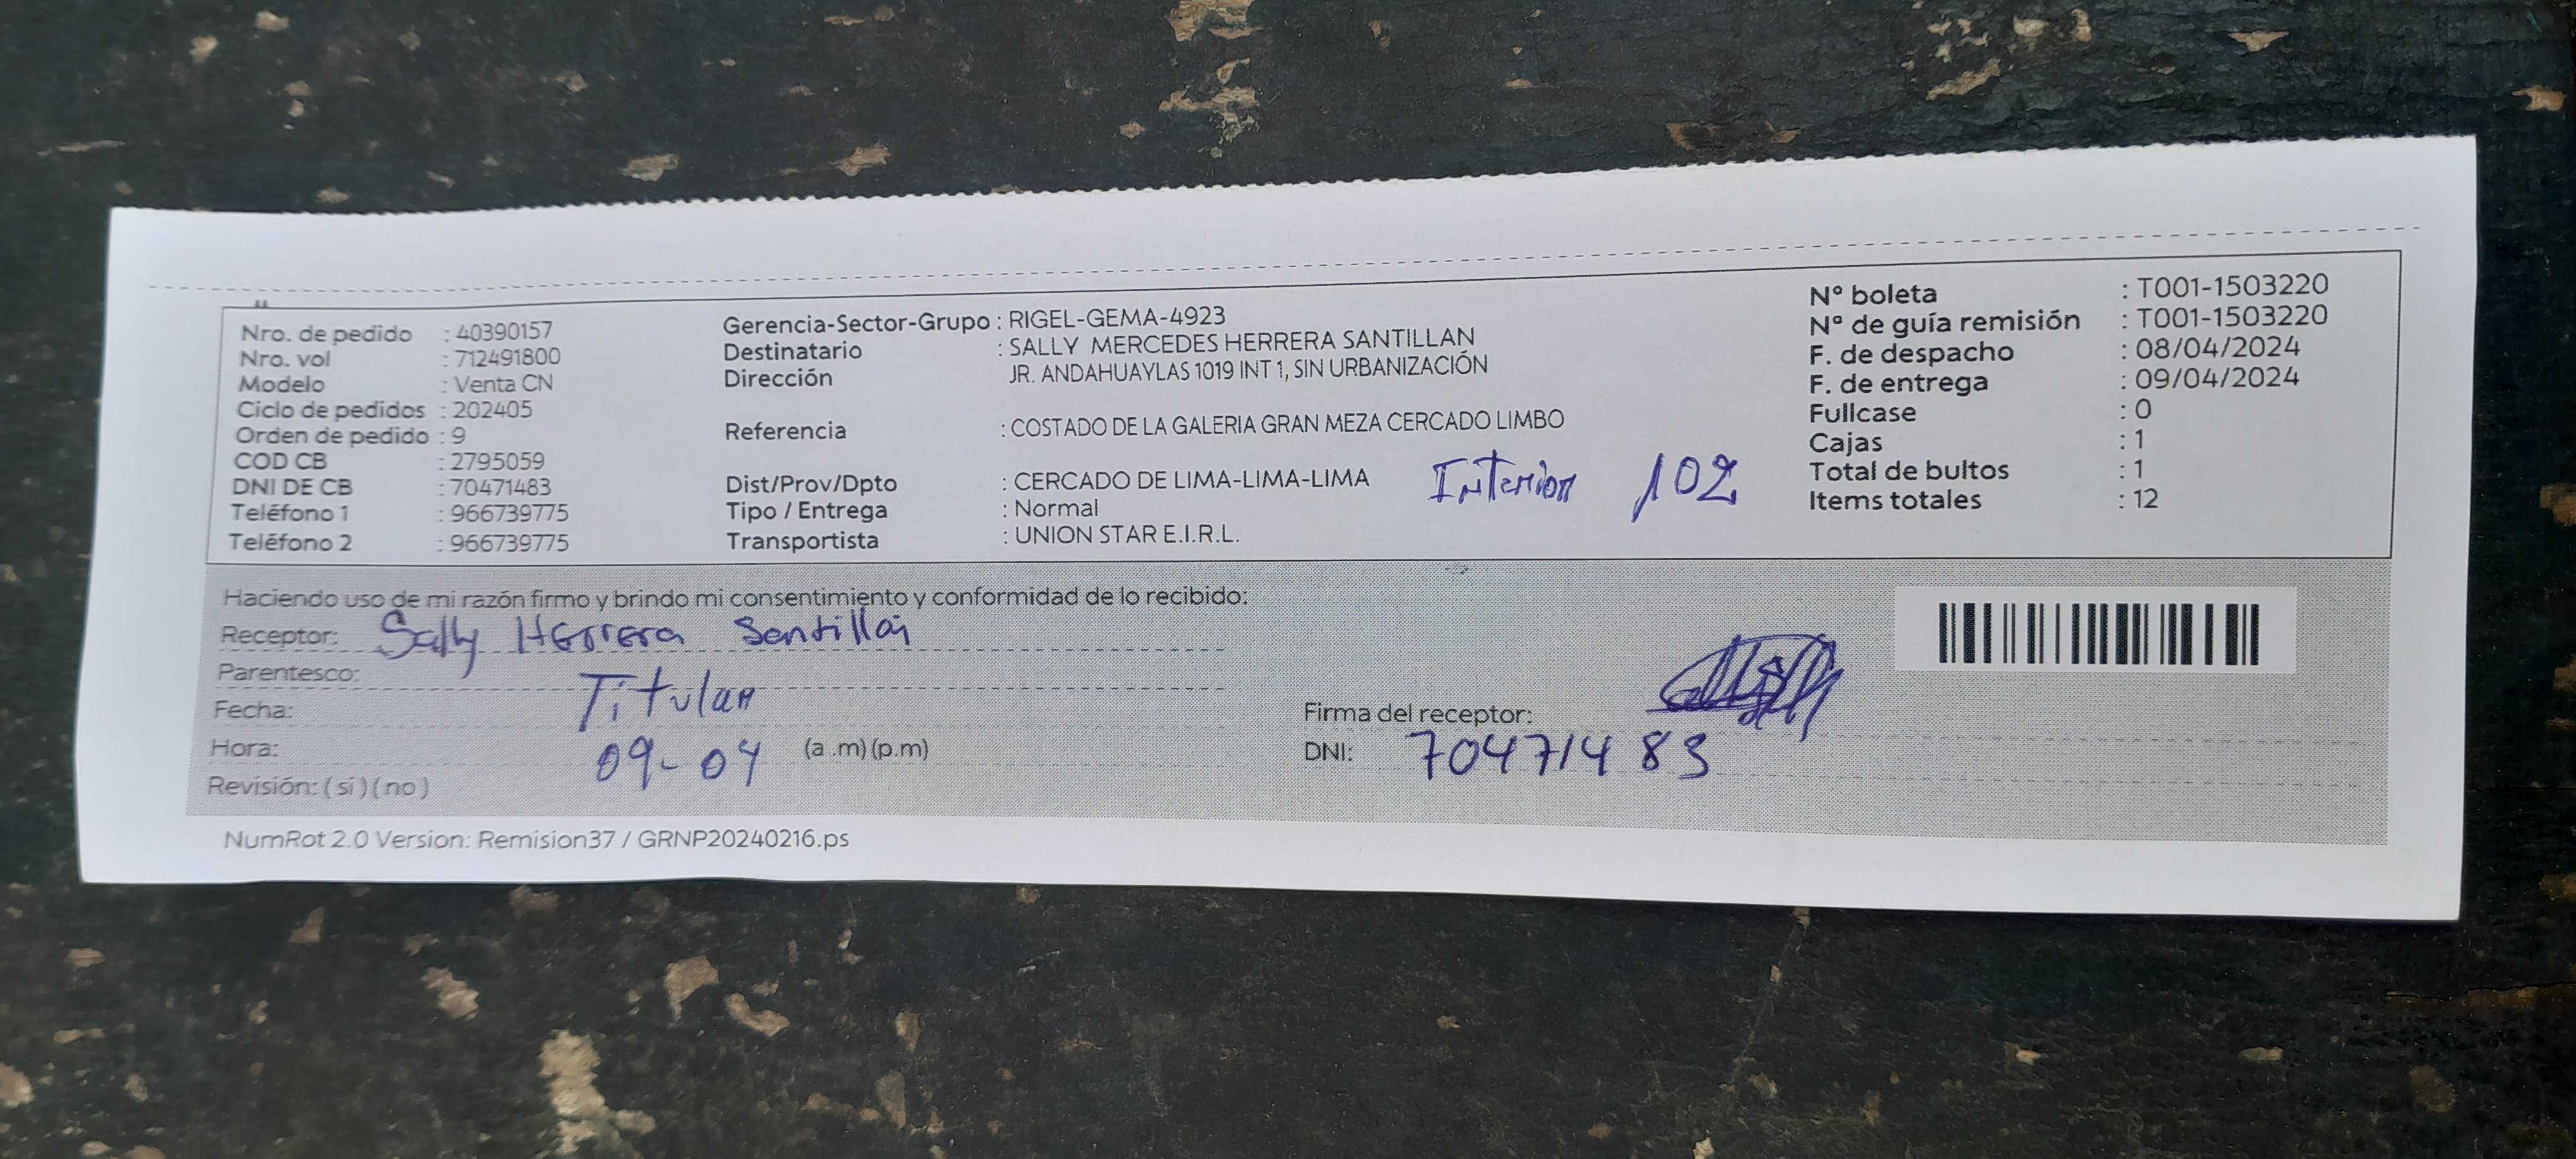 Nro. de pedido : 40390157
Nro. vol : 712491800
Modelo : Venta CN
Ciclo de pedidos : 202405
Orden de pedido : 9
COD CB : 2795059
DNI DE CB : 70471483
Teléfono 1 : 966739775
Teléfono 2 : 966739775
Gerencia-Sector-Grupo : RIGEL-GEMA-4923
Destinatario : SALLY MERCEDES HERRERA SANTILLAN
Dirección JR. ANDAHUAYLAS 1019 INT 1, SIN URBANIZACIÓN
Referencia : COSTADO DE LA GALERIA GRAN MEZA CERCADO LIMBO
Dist/Prov/Dpto : CERCADO DE LIMA-LIMA-LIMA
Interior 102
Tipo / Entrega : Normal
Transportista : UNION STAR E.I.R.L.
Nº boleta : T001-1503220
Nº de guía remisión : T001-1503220
F. de despacho : 08/04/2024
F. de entrega : 09/04/2024
Fullcase : 0
Cajas : 1
Total de bultos : 1
Items totales : 12
Haciendo uso de mi razón firmo y brindo mi consentimiento y conformidad de lo recibido:
Receptor: Sally Herrera Santillán
Parentesco: Titular
Fecha:
Hora: 09-04 (a .m) (p.m)
Revisión: ( si ) ( no )
Firma del receptor:
DNI: 70471483
NumRot 2.0 Version: Remision37 / GRNP20240216.ps